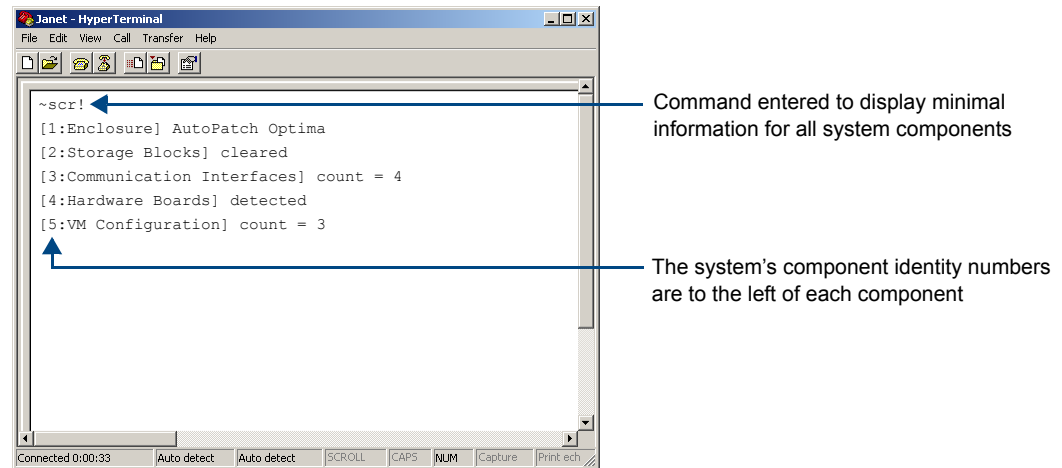 Janet - HyperTerminal
File Edit View Call Transfer Help
~scr!
[1:Enclosure] AutoPatch Optima
[2:Storage Blocks] cleared
[3:Communication Interfaces] count = 4
[4:Hardware Boards] detected
[5:VM Configuration] count = 3
Command entered to display minimal
information for all system components
The system's component identity numbers
are to the left of each component
Connected 0:00:33 Auto detect Auto detect SCROLL CAPS NUM Capture Print ech